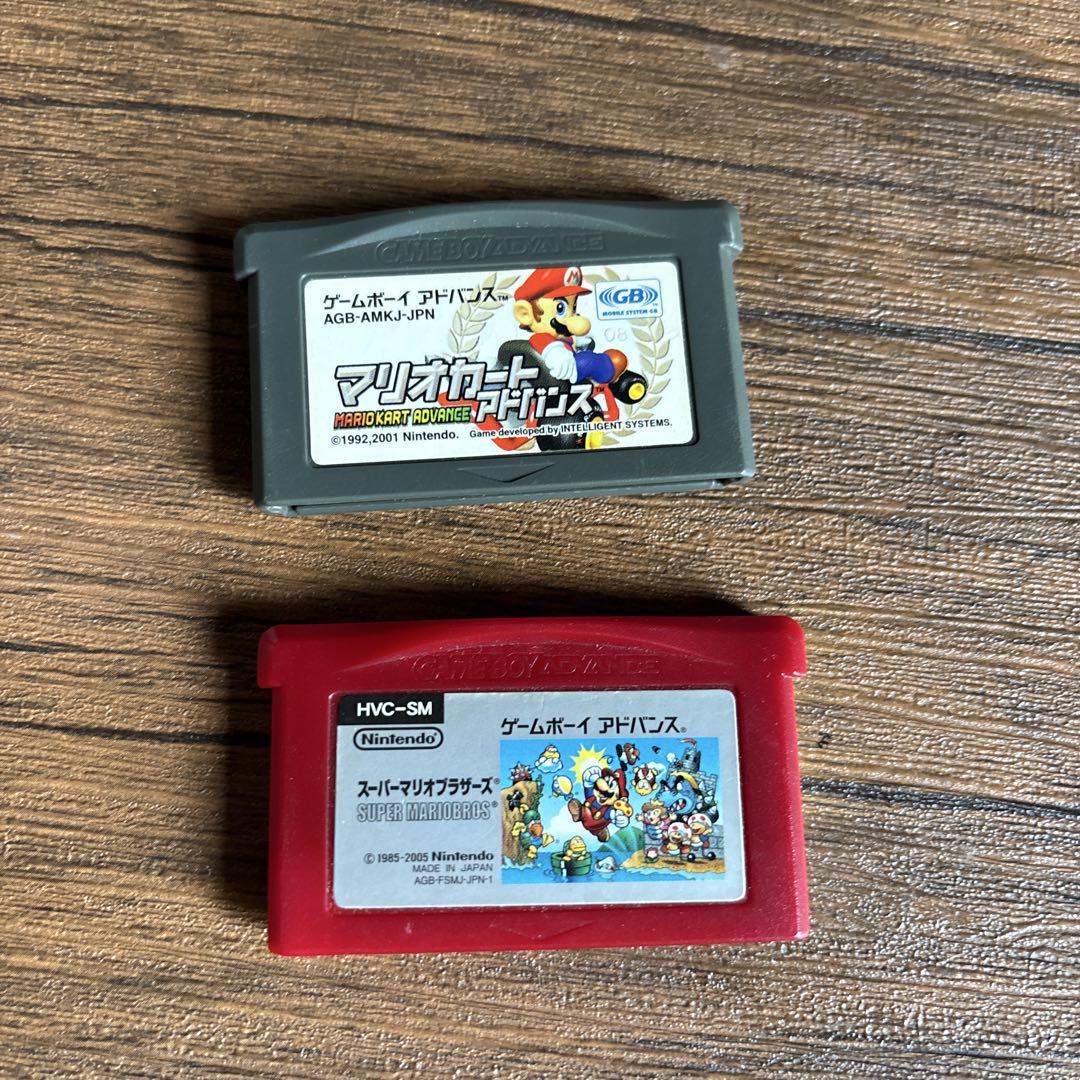 GAME BOY ADVANCE
ゲームボーイ アドバンス™
AGB-AMKJ-JPN
GB™
MOBILE SYSTEM GB
M
08
マリオカート
MARIO KART ADVANCE アドバンス™
©1992,2001 Nintendo. Game developed by INTELLIGENT SYSTEMS.
GAME BOY ADVANCE
HVC-SM
Nintendo®
ゲームボーイ アドバンス®
スーパーマリオブラザーズ®
SUPER MARIOBROS®
© 1985-2005 Nintendo
MADE IN JAPAN
AGB-FSMJ-JPN-1